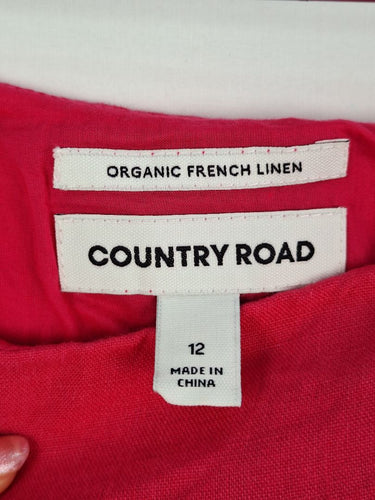 ORGANIC FRENCH LINEN
COUNTRY ROAD
12
MADE IN
CHINA